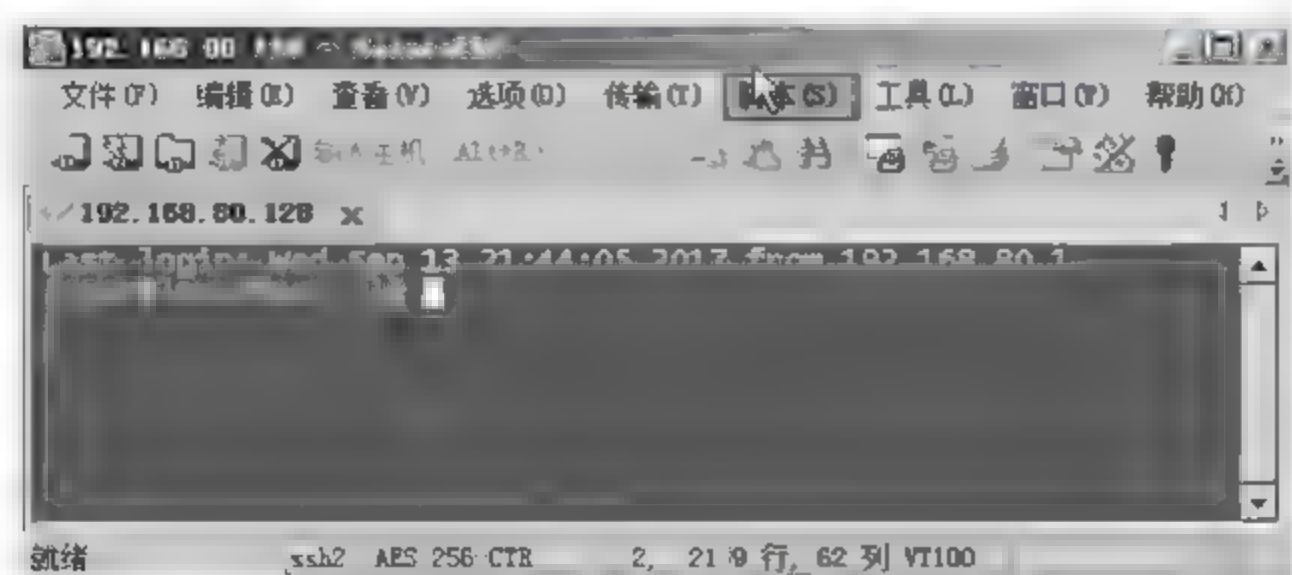 文件(F) 编辑(E) 查看(V) 选项(O) 传输(T) 脚本(S) 工具(L) 窗口(W) 帮助(H)
192.168.80.128 x
Last login: Wed Sep 13 21:44:05 2017 from 192.168.80.1
就绪 ssh2 AES-256-CTR 2, 21 9 行, 62 列 VT100